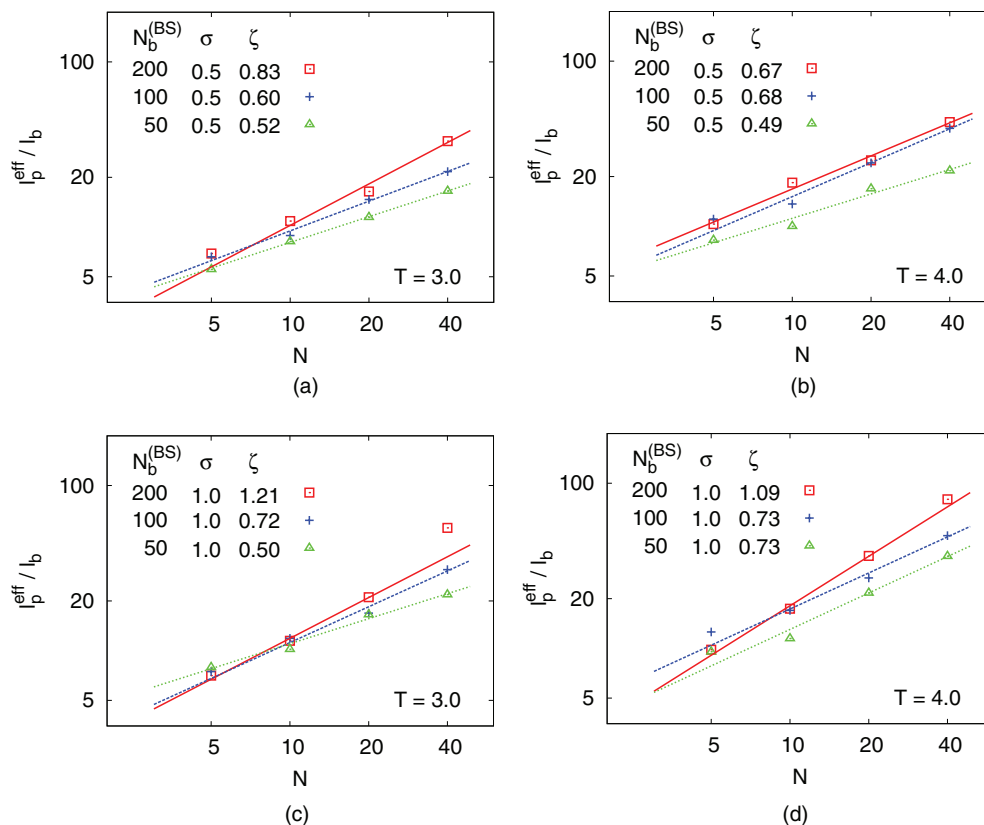 N_b^(BS) σ ζ
200 0.5 0.83
100 0.5 0.60
50 0.5 0.52
100
20
5
l_p^eff / l_b
T = 3.0
5 10 20 40
N
(a)
N_b^(BS) σ ζ
200 0.5 0.67
100 0.5 0.68
50 0.5 0.49
100
20
5
l_p^eff / l_b
T = 4.0
5 10 20 40
N
(b)
N_b^(BS) σ ζ
200 1.0 1.21
100 1.0 0.72
50 1.0 0.50
100
20
5
l_p^eff / l_b
T = 3.0
5 10 20 40
N
(c)
N_b^(BS) σ ζ
200 1.0 1.09
100 1.0 0.73
50 1.0 0.73
100
20
5
l_p^eff / l_b
T = 4.0
5 10 20 40
N
(d)